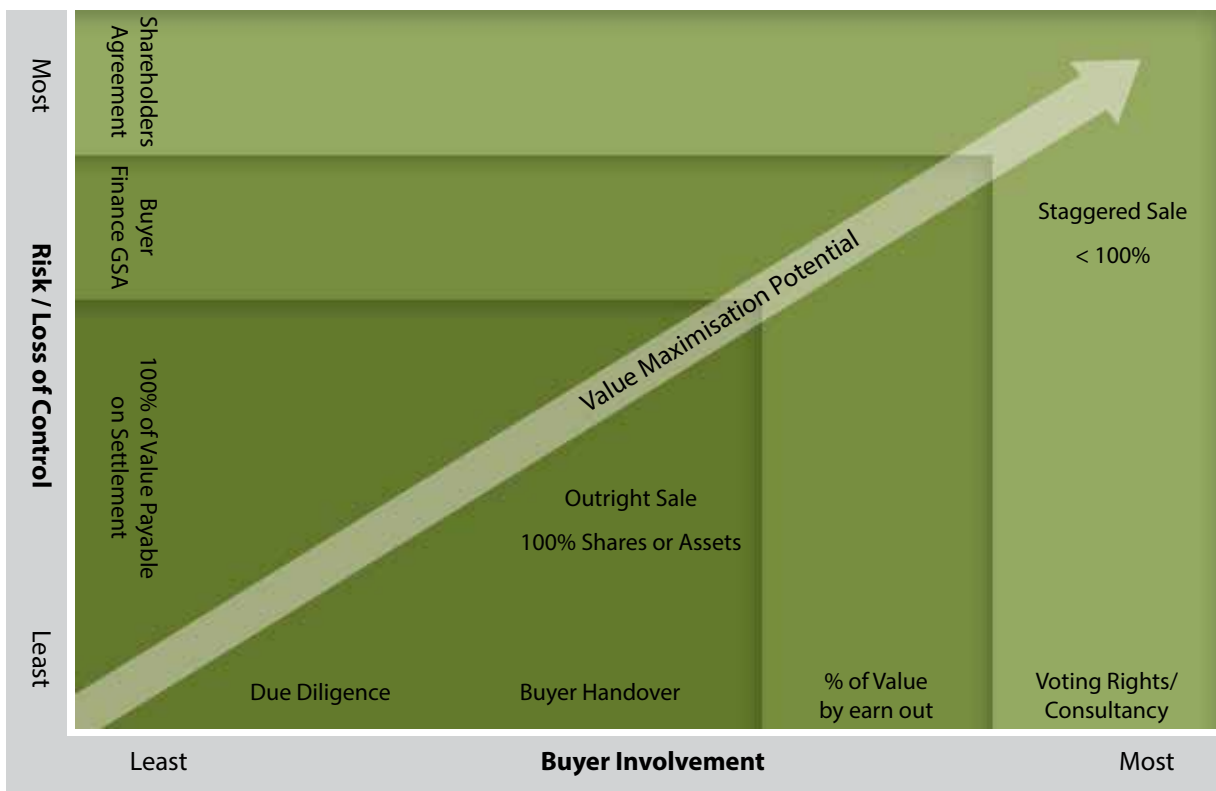 Most
Risk / Loss of Control
Least
Shareholders
Agreement
Buyer
Finance GSA
100% of Value Payable
on Settlement
Value Maximisation Potential
Staggered Sale
< 100%
Outright Sale
100% Shares or Assets
Due Diligence
Buyer Handover
% of Value
by earn out
Voting Rights/
Consultancy
Least
Buyer Involvement
Most